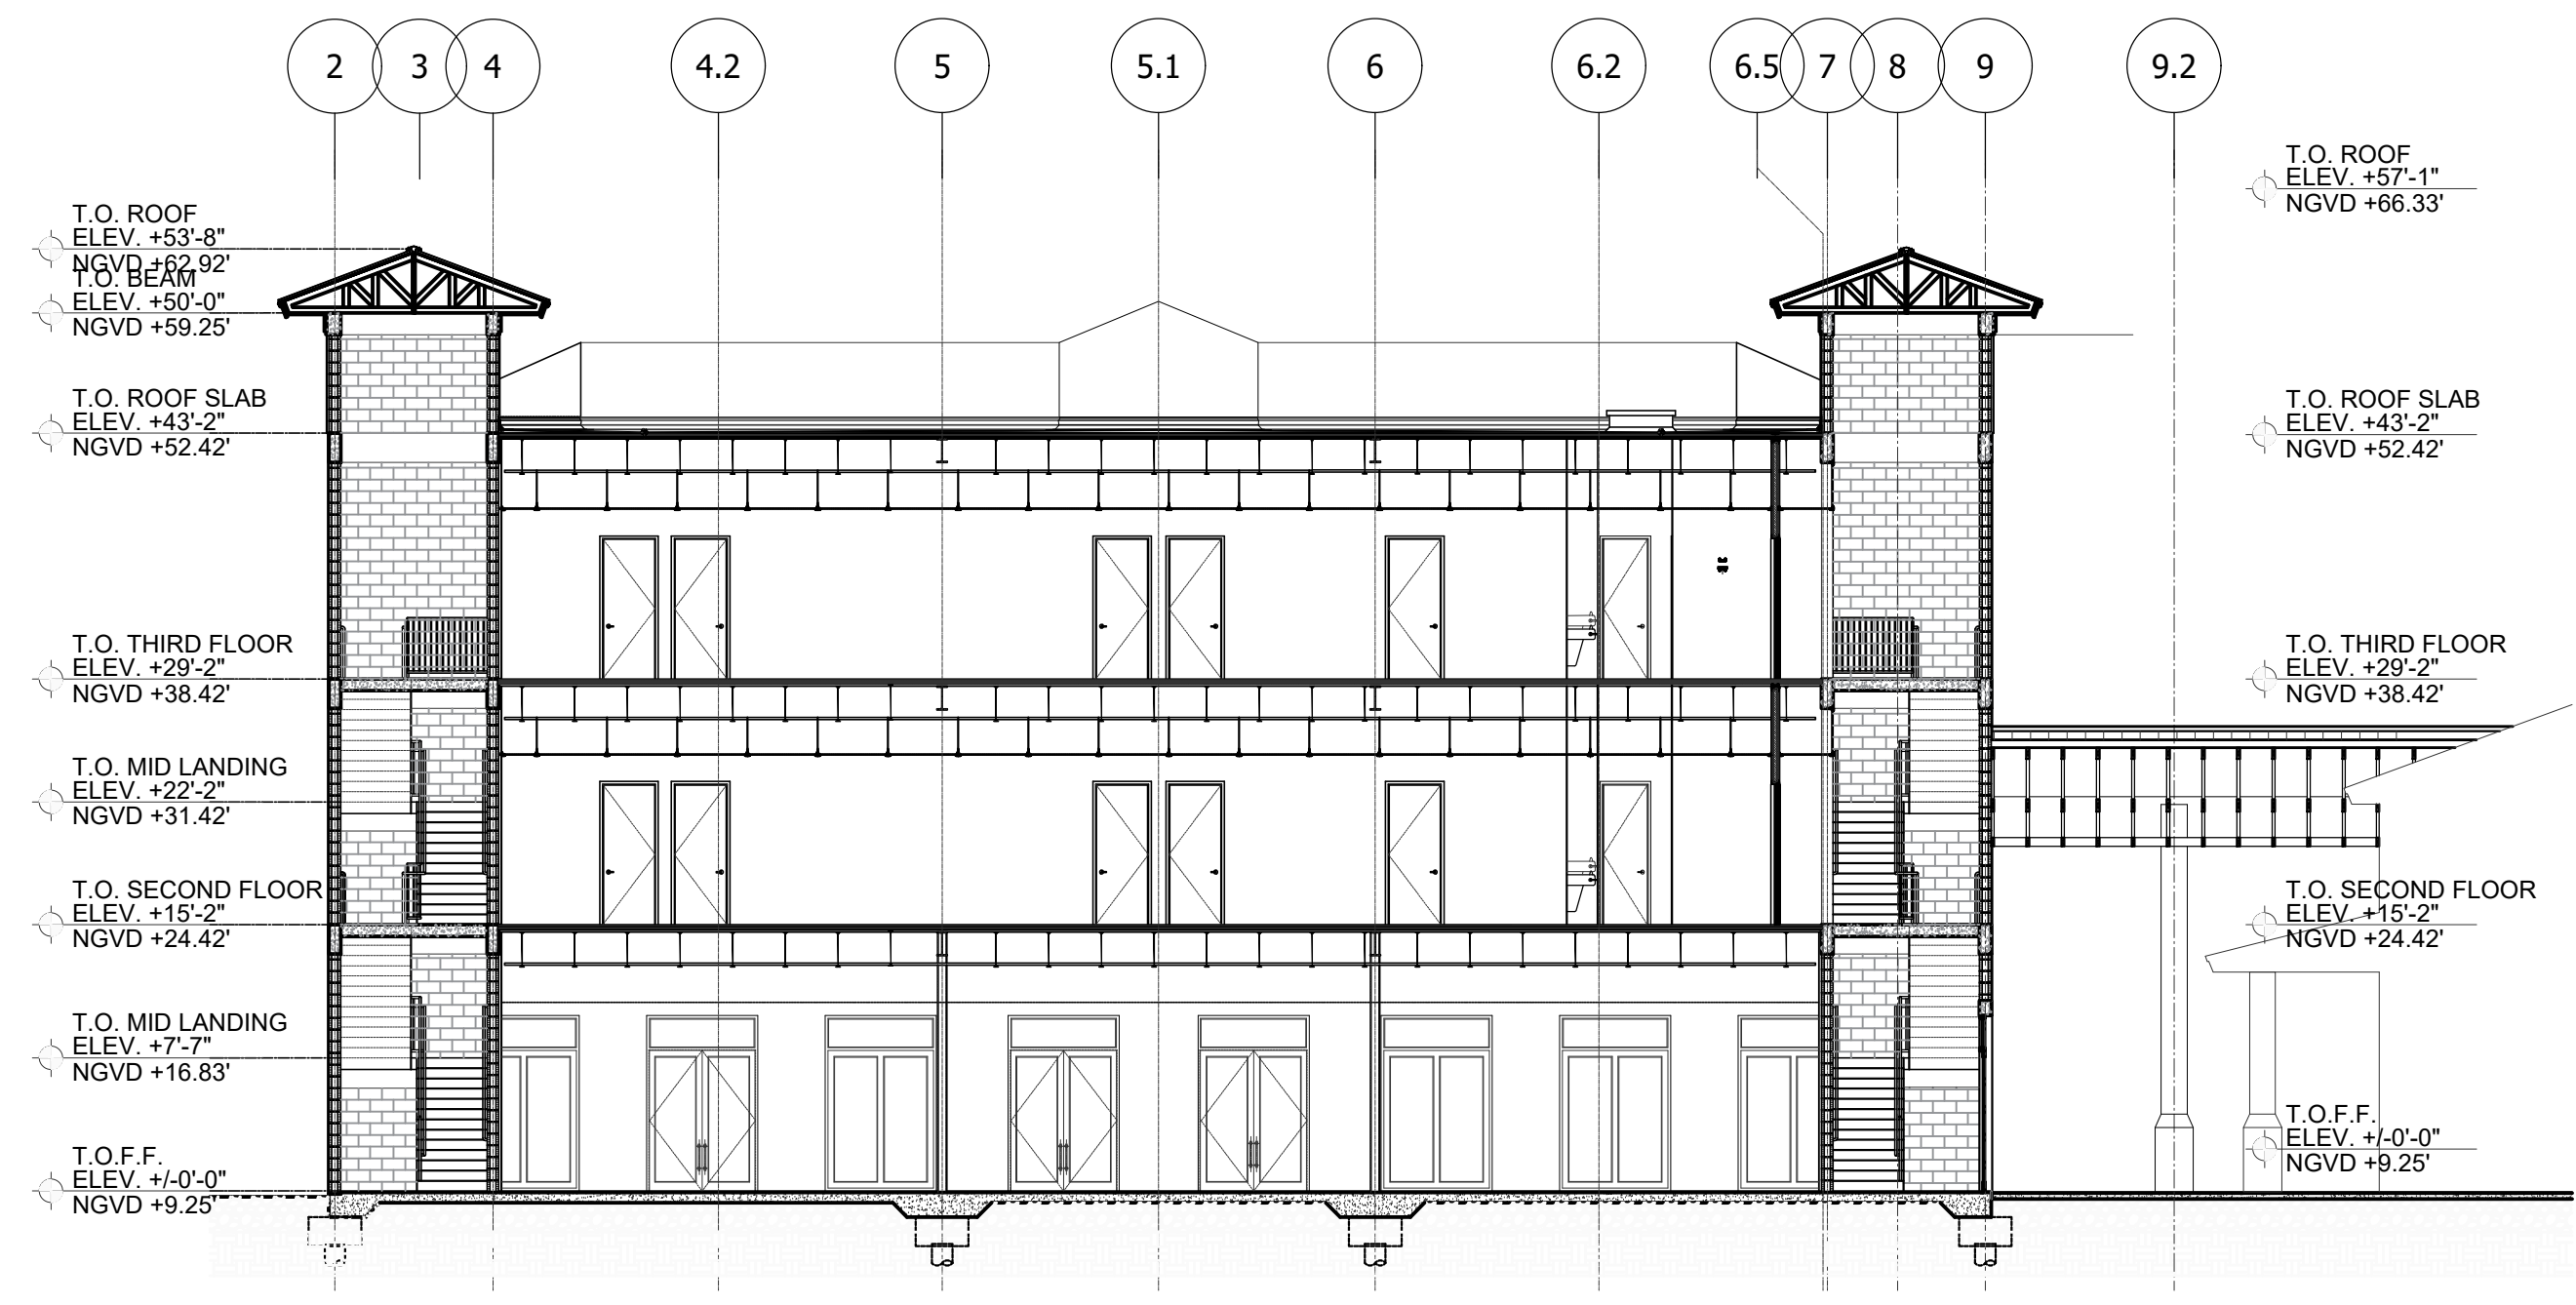 2 3 4 4.2 5 5.1 6 6.2 6.5 7 8 9 9.2
T.O. ROOF
ELEV. +53'-8"
NGVD +62.92'
T.O. BEAM
ELEV. +50'-0"
NGVD +59.25'
T.O. ROOF SLAB
ELEV. +43'-2"
NGVD +52.42'
T.O. THIRD FLOOR
ELEV. +29'-2"
NGVD +38.42'
T.O. MID LANDING
ELEV. +22'-2"
NGVD +31.42'
T.O. SECOND FLOOR
ELEV. +15'-2"
NGVD +24.42'
T.O. MID LANDING
ELEV. +7'-7"
NGVD +16.83'
T.O.F.F.
ELEV. +/-0'-0"
NGVD +9.25'
T.O. ROOF
ELEV. +57'-1"
NGVD +66.33'
T.O. ROOF SLAB
ELEV. +43'-2"
NGVD +52.42'
T.O. THIRD FLOOR
ELEV. +29'-2"
NGVD +38.42'
T.O. SECOND FLOOR
ELEV. +15'-2"
NGVD +24.42'
T.O.F.F.
ELEV. +/-0'-0"
NGVD +9.25'